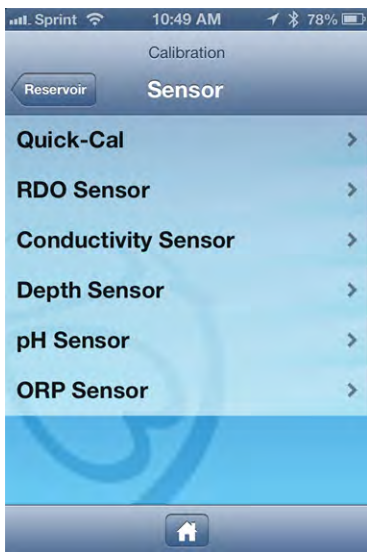 Sprint 10:49 AM 78%
Calibration
Reservoir Sensor
Quick-Cal
RDO Sensor
Conductivity Sensor
Depth Sensor
pH Sensor
ORP Sensor